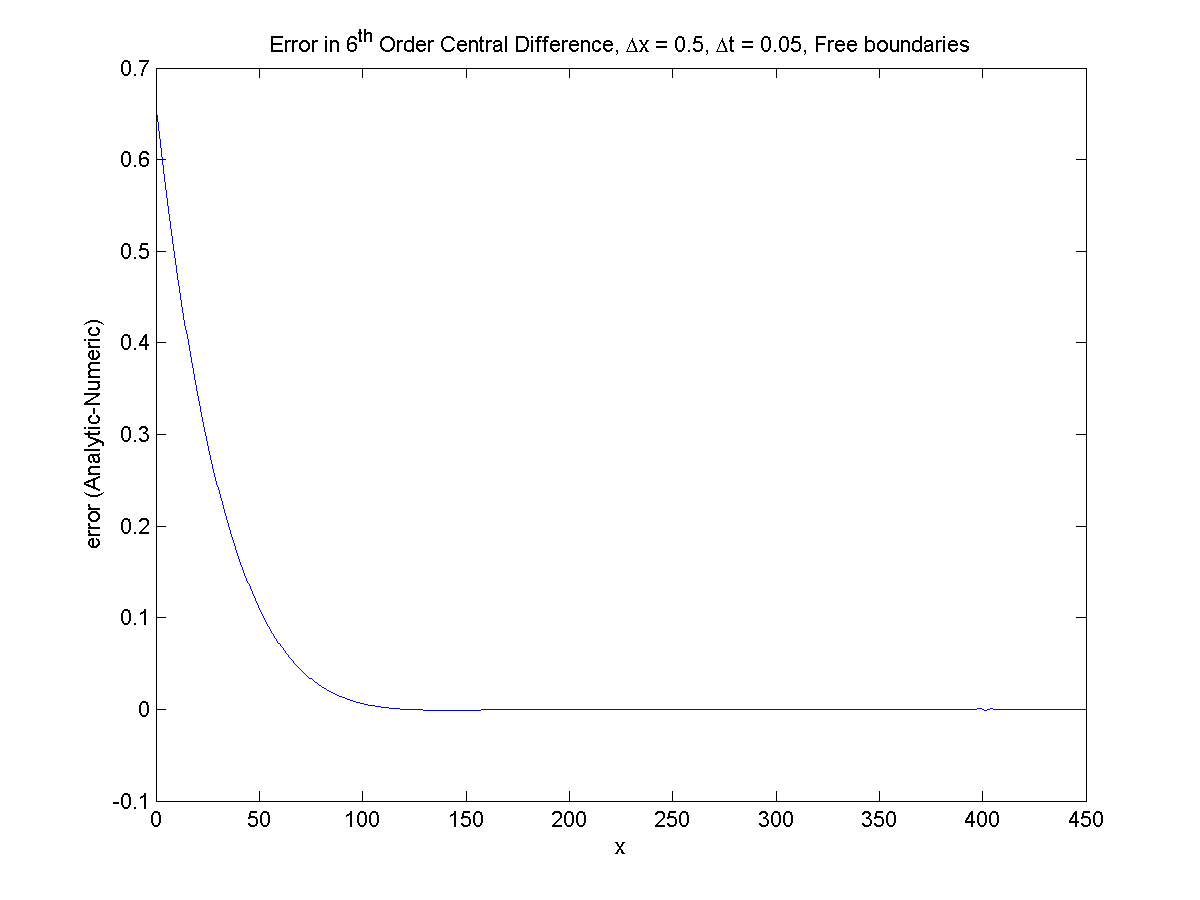 Error in 6th Order Central Difference, Δx = 0.5, Δt = 0.05, Free boundaries
0.7
0.6
0.5
0.4
0.3
0.2
0.1
0
-0.1
error (Analytic-Numeric)
0 50 100 150 200 250 300 350 400 450
x